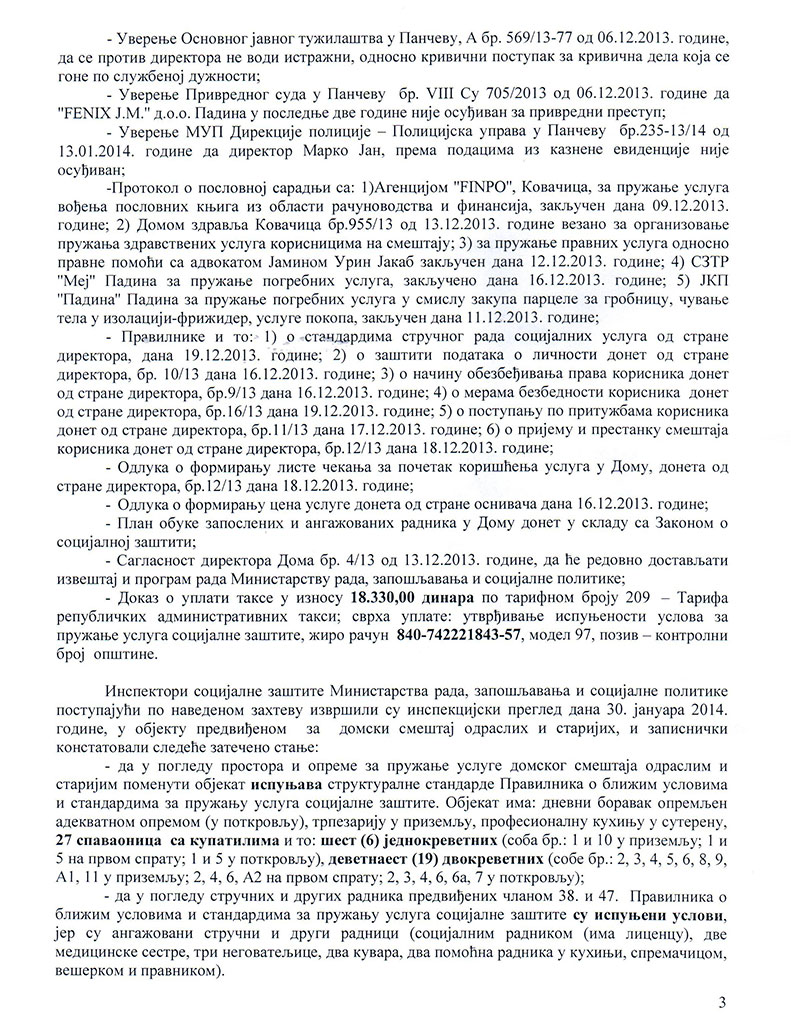 - Уверење Основног јавног тужилаштва у Панчеву, А бр. 569/13-77 од 06.12.2013. године,
да се против директора не води истражни, односно кривични поступак за кривична дела која се
гоне по службеној дужности;
- Уверење Привредног суда у Панчеву бр. VIII Су 705/2013 од 06.12.2013. године да
"FENIX J.M." д.о.о. Падина у последње две године није осуђиван за привредни преступ;
- Уверење МУП Дирекције полиције – Полицијска управа у Панчеву бр.235-13/14 од
13.01.2014. године да директор Марко Јан, према подацима из казнене евиденције није
осуђиван;
-Протокол о пословној сарадњи са: 1)Агенцијом "FINPO", Ковачица, за пружање услуга
вођења пословних књига из области рачуноводства и финансија, закључен дана 09.12.2013.
године; 2) Домом здравља Ковачица бр.955/13 од 13.12.2013. године везано за организовање
пружања здравствених услуга корисницима на смештају; 3) за пружање правних услуга односно
правне помоћи са адвокатом Јамином Урин Јакаб закључен дана 12.12.2013. године; 4) СЗТР
"Меј" Падина за пружање погребних услуга, закључено дана 16.12.2013. године; 5) ЈКП
"Падина" Падина за пружање погребних услуга у смислу закупа парцеле за гробницу, чување
тела у изолацији-фрижидер, услуге покопа, закључен дана 11.12.2013. године;
- Правилнике и то: 1) о стандардима стручног рада социјалних услуга од стране
директора, дана 19.12.2013. године; 2) о заштити података о личности донет од стране
директора, бр. 10/13 дана 16.12.2013. године; 3) о начину обезбеђивања права корисника донет
од стране директора, бр.9/13 дана 16.12.2013. године; 4) о мерама безбедности корисника донет
од стране директора, бр.16/13 дана 19.12.2013. године; 5) о поступању по притужбама корисника
донет од стране директора, бр.11/13 дана 17.12.2013. године; 6) о пријему и престанку смештаја
корисника донет од стране директора, бр.12/13 дана 18.12.2013. године;
- Одлука о формирању листе чекања за почетак коришћења услуга у Дому, донета од
стране директора, бр.12/13 дана 18.12.2013. године;
- Одлука о формирању цена услуге донета од стране оснивача дана 16.12.2013. године;
- План обуке запослених и ангажованих радника у Дому донет у складу са Законом о
социјалној заштити;
- Сагласност директора Дома бр. 4/13 од 13.12.2013. године, да ће редовно достављати
извештај и програм рада Министарству рада, запошљавања и социјалне политике;
- Доказ о уплати таксе у износу 18.330,00 динара по тарифном броју 209 – Тарифа
републичких административних такси; сврха уплате: утврђивање испуњености услова за
пружање услуга социјалне заштите, жиро рачун 840-742221843-57, модел 97, позив – контролни
број општине.
Инспектори социјалне заштите Министарства рада, запошљавања и социјалне политике
поступајући по наведеном захтеву извршили су инспекцијски преглед дана 30. јануара 2014.
године, у објекту предвиђеном за домски смештај одраслих и старијих, и записнички
констатовали следеће затечено стање:
- да у погледу простора и опреме за пружање услуге домског смештаја одраслим и
старијим поменути објекат испуњава структуралне стандарде Правилника о ближим условима
и стандардима за пружању услуга социјалне заштите. Објекат има: дневни боравак опремљен
адекватном опремом (у поткровљу), трпезарију у приземљу, професионалну кухињу у сутерену,
27 спаваоница са купатилима и то: шест (6) једнокреветних (соба бр.: 1 и 10 у приземљу; 1 и
5 на првом спрату; 1 и 5 у поткровљу), деветнаест (19) двокреветних (собе бр.: 2, 3, 4, 5, 6, 8, 9,
А1, 11 у приземљу; 2, 4, 6, А2 на првом спрату; 2, 3, 4, 6, 6а, 7 у поткровљу);
- да у погледу стручних и других радника предвиђених чланом 38. и 47. Правилника о
ближим условима и стандардима за пружању услуга социјалне заштите су испуњени услови,
јер су ангажовани стручни и други радници (социјалним радником (има лиценцу), две
медицинске сестре, три неговатељице, два кувара, два помоћна радника у кухињи, спремачицом,
вешерком и правником).
3